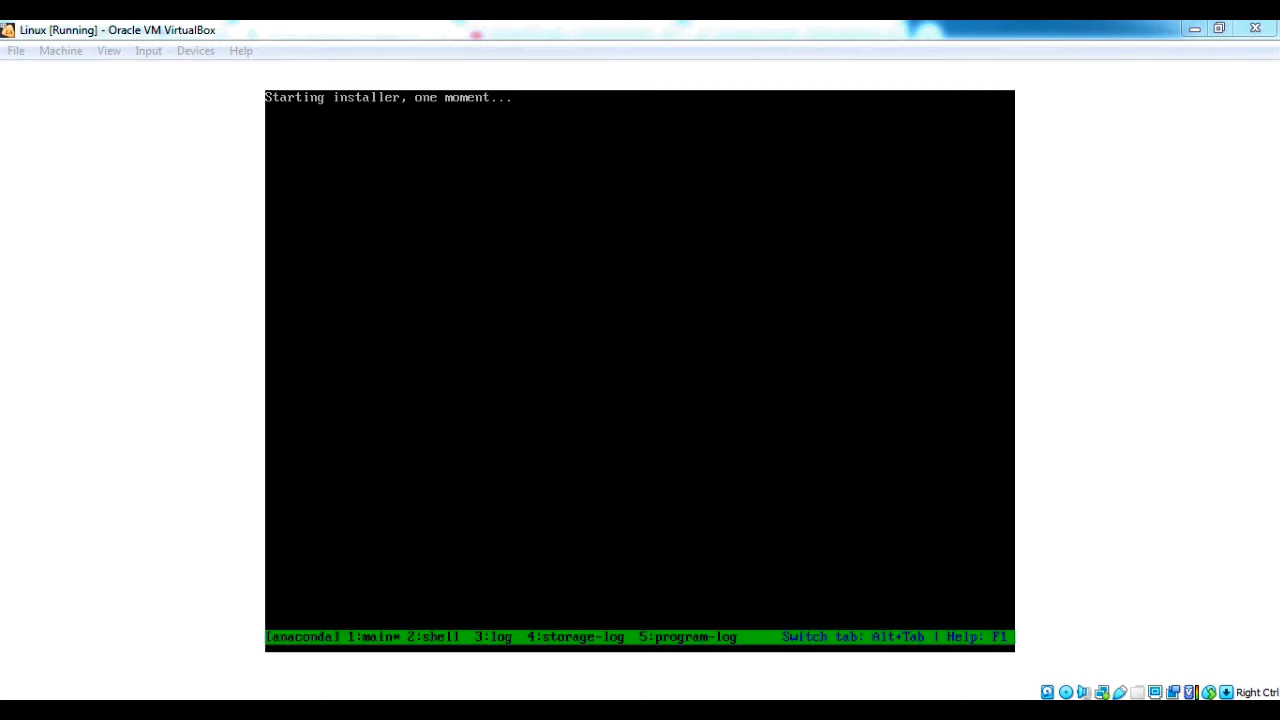 Linux [Running] - Oracle VM VirtualBox
File Machine View Input Devices Help
Starting installer, one moment...
[anaconda] 1:main* 2:shell 3:log 4:storage-log 5:program-log Switch tab: Alt+Tab | Help: F1
Right Ctrl